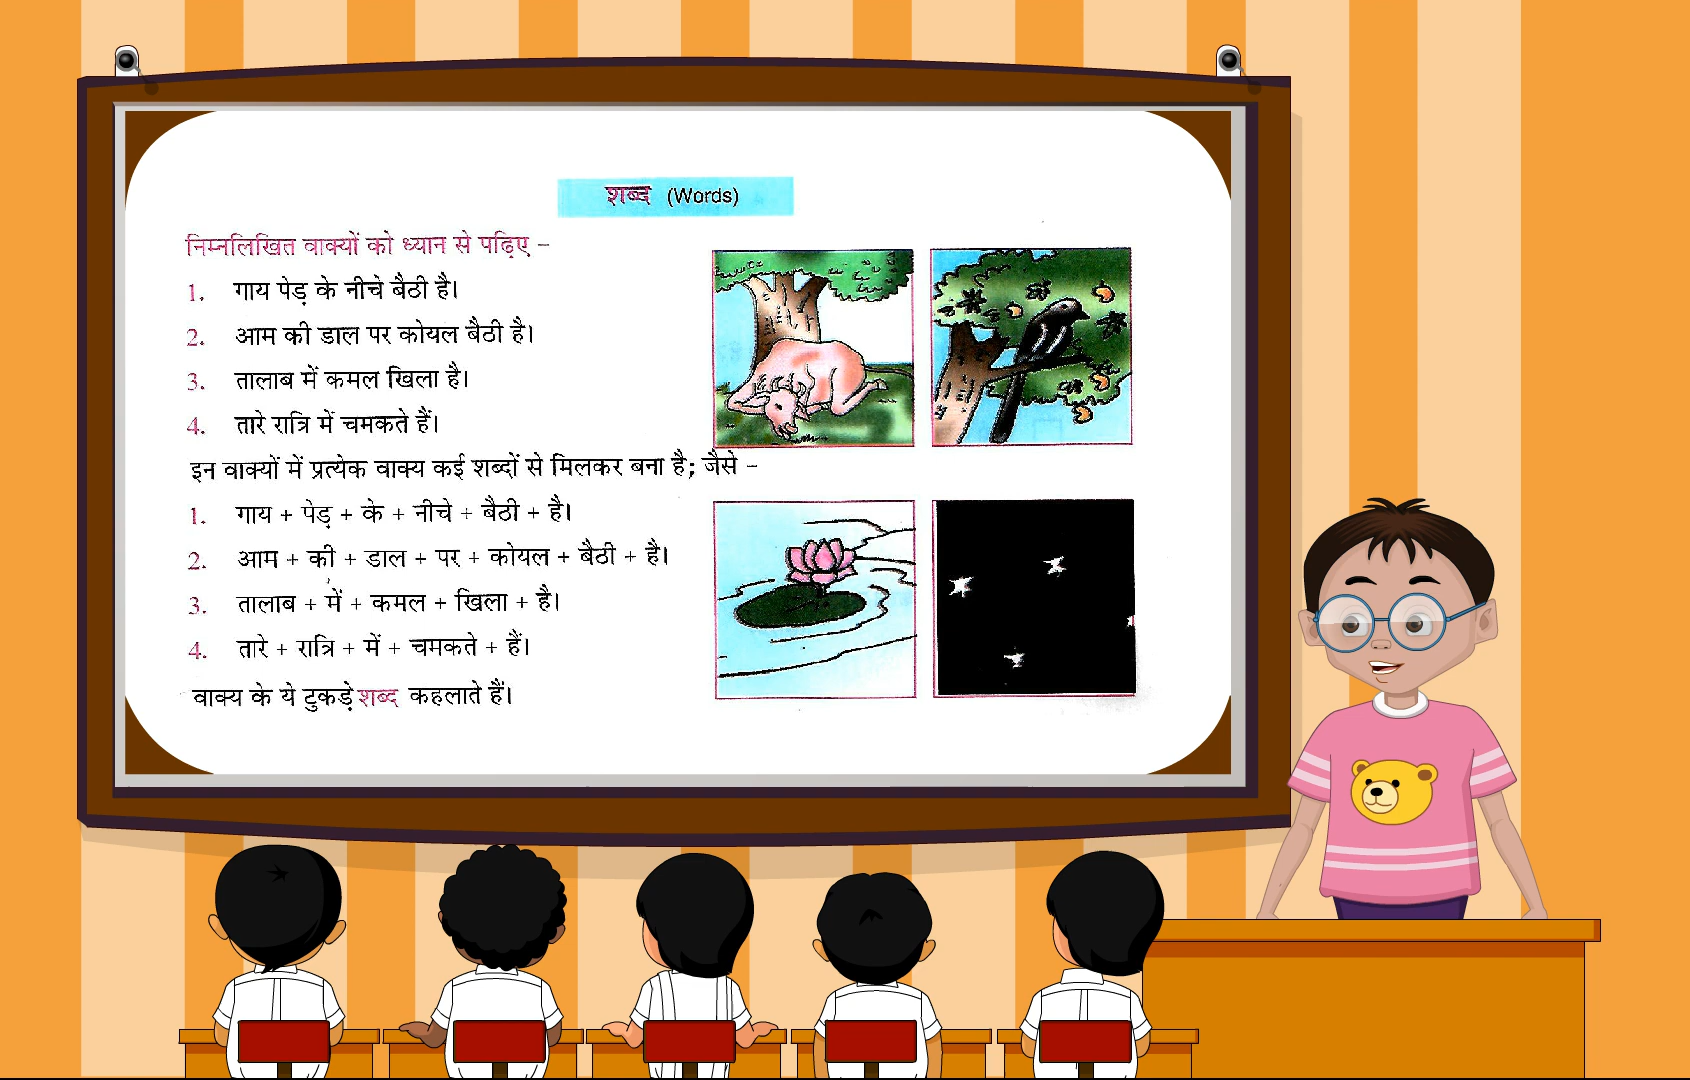 शब्द (Words)
निम्नलिखित वाक्यों को ध्यान से पढ़िए –
1. गाय पेड़ के नीचे बैठी है।
2. आम की डाल पर कोयल बैठी है।
3. तालाब में कमल खिला है।
4. तारे रात्रि में चमकते हैं।
इन वाक्यों में प्रत्येक वाक्य कई शब्दों से मिलकर बना है; जैसे –
1. गाय + पेड़ + के + नीचे + बैठी + है।
2. आम + की + डाल + पर + कोयल + बैठी + है।
3. तालाब + में + कमल + खिला + है।
4. तारे + रात्रि + में + चमकते + हैं।
वाक्य के ये टुकड़े शब्द कहलाते हैं।